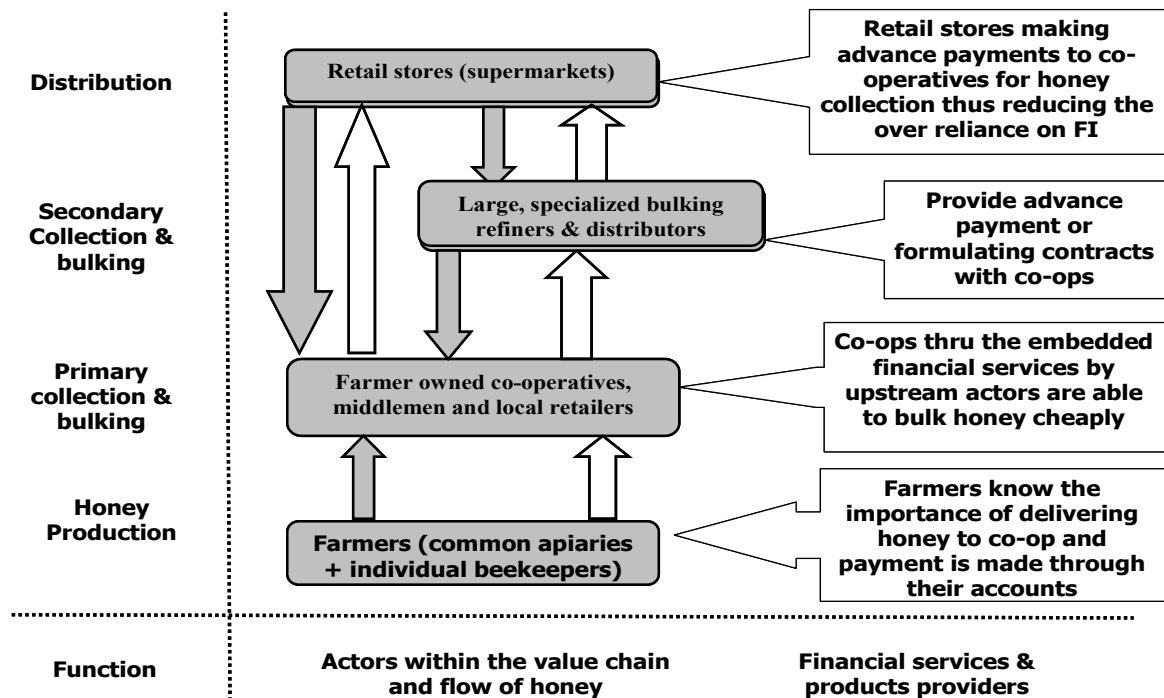 Distribution
Retail stores (supermarkets)
Retail stores making
advance payments to co-
operatives for honey
collection thus reducing the
over reliance on FI
Secondary
Collection &
bulking
Large, specialized bulking
refiners & distributors
Provide advance
payment or
formulating contracts
with co-ops
Primary
collection &
bulking
Farmer owned co-operatives,
middlemen and local retailers
Co-ops thru the embedded
financial services by
upstream actors are able
to bulk honey cheaply
Honey
Production
Farmers (common apiaries
+ individual beekeepers)
Farmers know the
importance of delivering
honey to co-op and
payment is made through
their accounts
Function
Actors within the value chain
and flow of honey
Financial services &
products providers